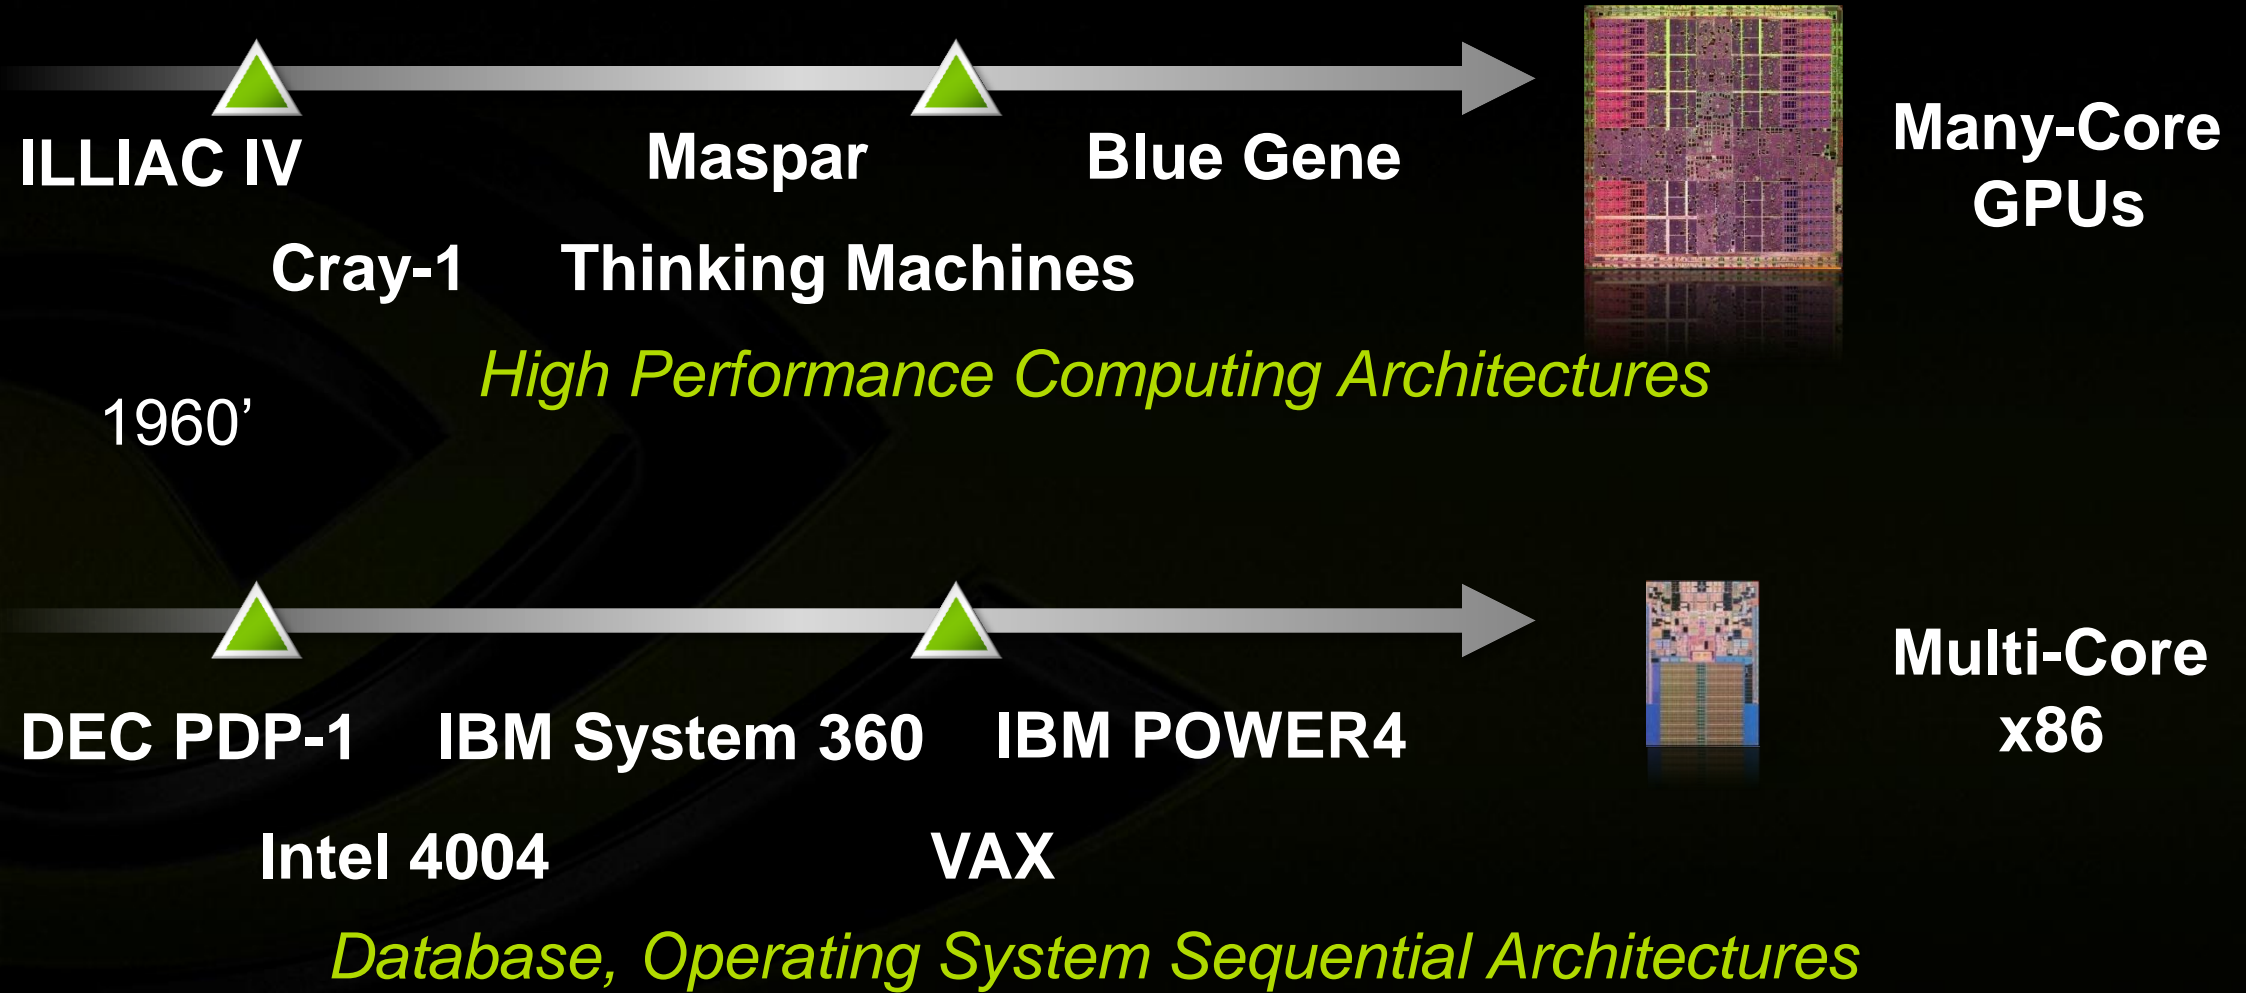 ILLIAC IV
Maspar
Blue Gene
Many-Core
GPUs
Cray-1
Thinking Machines
High Performance Computing Architectures
1960’
DEC PDP-1
IBM System 360
IBM POWER4
Multi-Core
x86
Intel 4004
VAX
Database, Operating System Sequential Architectures